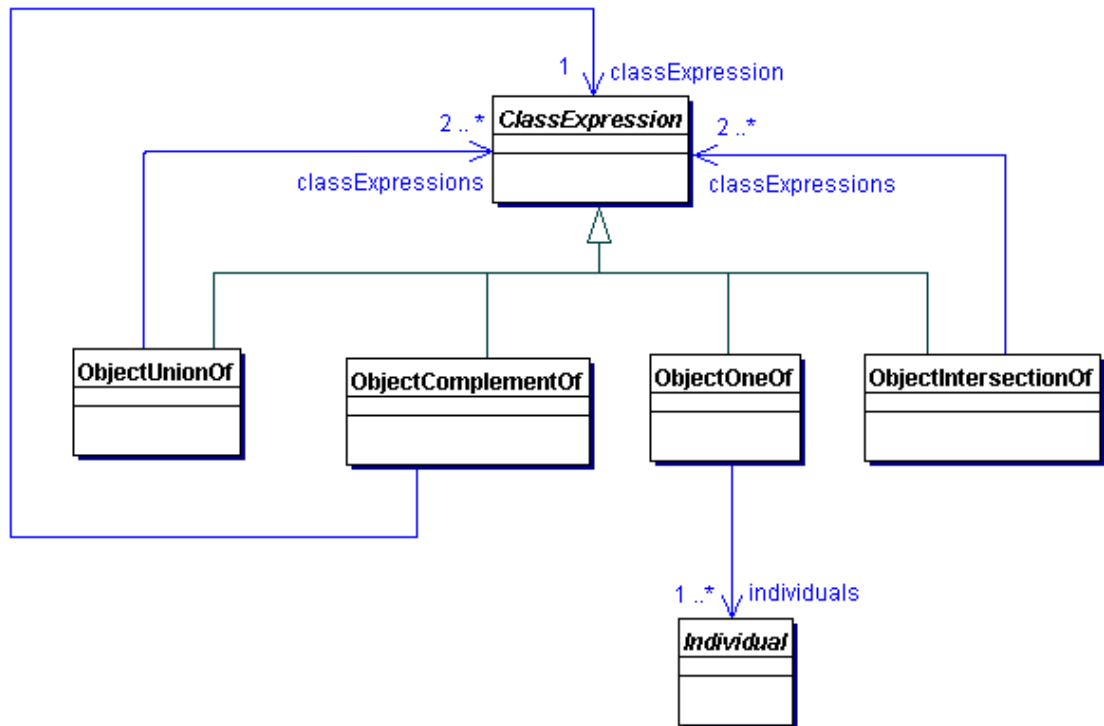 1 classExpression
ClassExpression
2 ..* 2 ..*
classExpressions classExpressions
ObjectUnionOf ObjectComplementOf ObjectOneOf ObjectIntersectionOf
1 ..* individuals
Individual